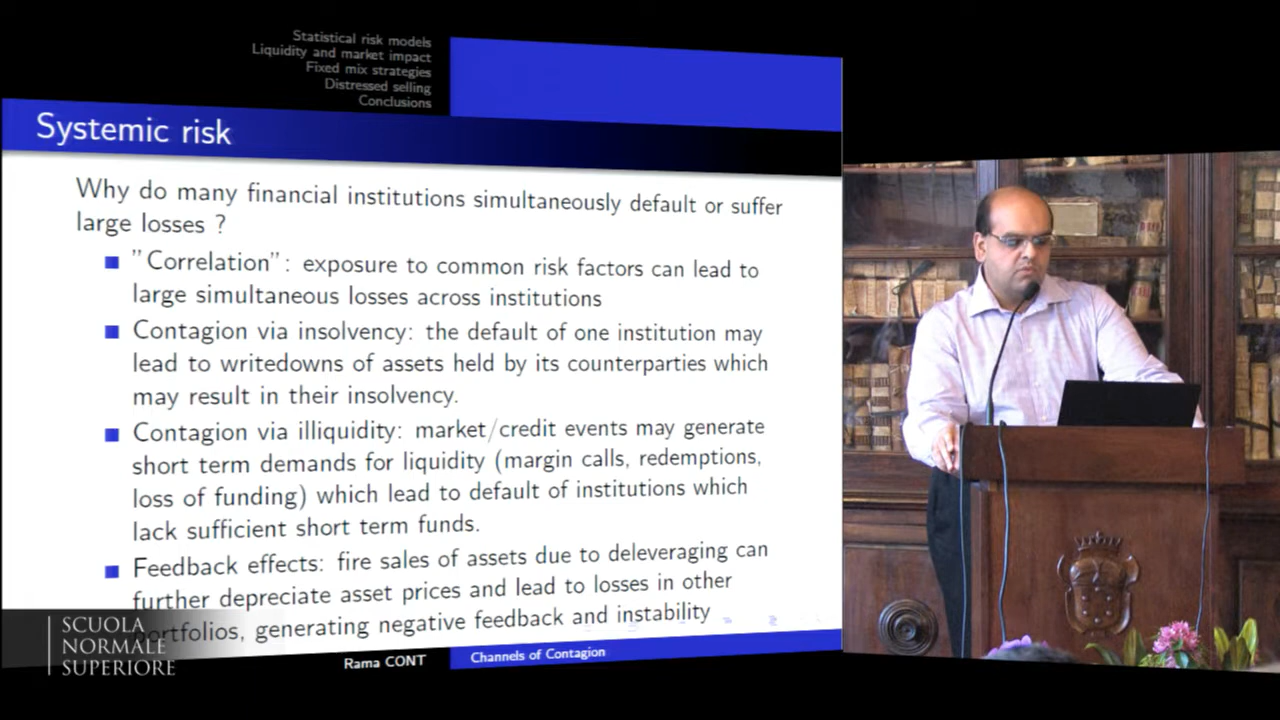 Statistical risk models
Liquidity and market impact
Fixed mix strategies
Distressed selling
Conclusions
Systemic risk
Why do many financial institutions simultaneously default or suffer
large losses ?
"Correlation": exposure to common risk factors can lead to
large simultaneous losses across institutions
Contagion via insolvency: the default of one institution may
lead to writedowns of assets held by its counterparties which
may result in their insolvency.
Contagion via illiquidity: market/credit events may generate
short term demands for liquidity (margin calls, redemptions,
loss of funding) which lead to default of institutions which
lack sufficient short term funds.
Feedback effects: fire sales of assets due to deleveraging can
further depreciate asset prices and lead to losses in other
portfolios, generating negative feedback and instability
Rama CONT
Channels of Contagion
SCUOLA
NORMALE
SUPERIORE